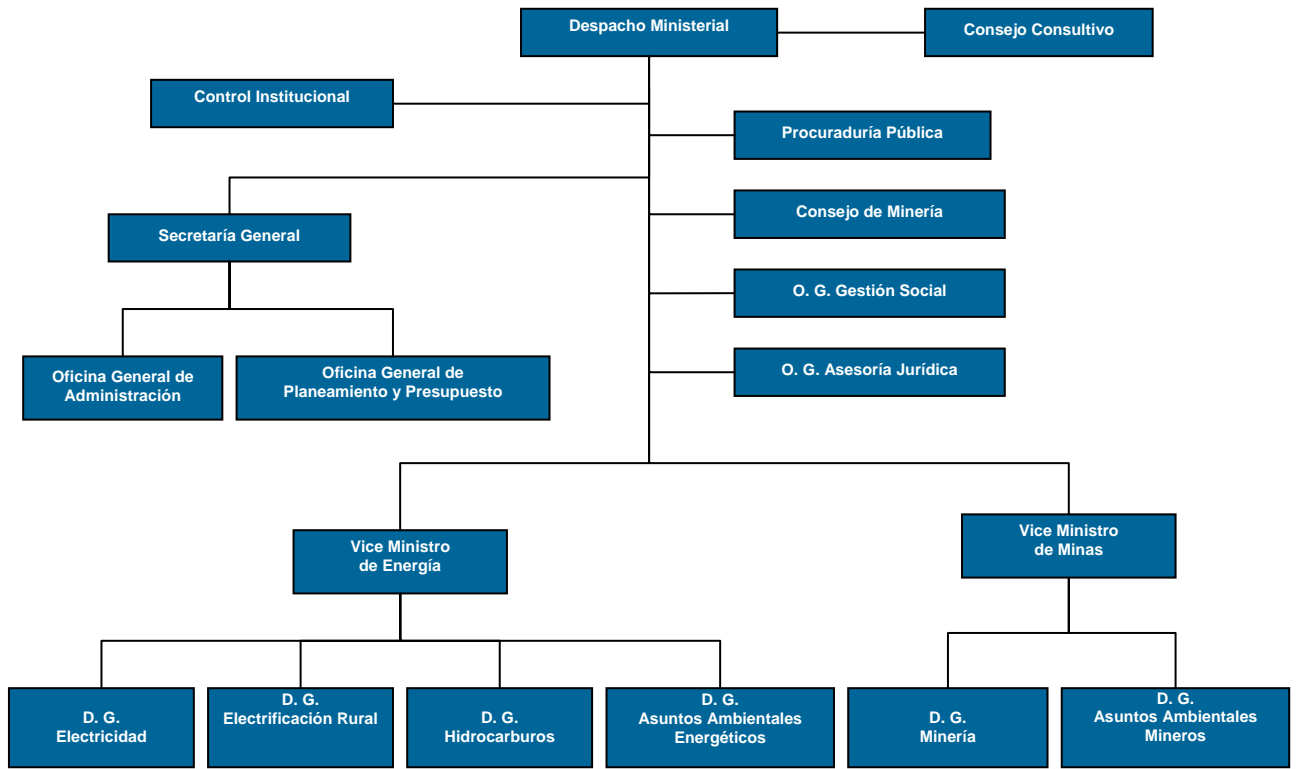 Despacho Ministerial
Consejo Consultivo
Control Institucional
Procuraduría Pública
Consejo de Minería
Secretaría General
O. G. Gestión Social
O. G. Asesoría Jurídica
Oficina General de
Administración
Oficina General de
Planeamiento y Presupuesto
Vice Ministro
de Energía
Vice Ministro
de Minas
D. G.
Electricidad
D. G.
Electrificación Rural
D. G.
Hidrocarburos
D. G.
Asuntos Ambientales
Energéticos
D. G.
Minería
D. G.
Asuntos Ambientales
Mineros